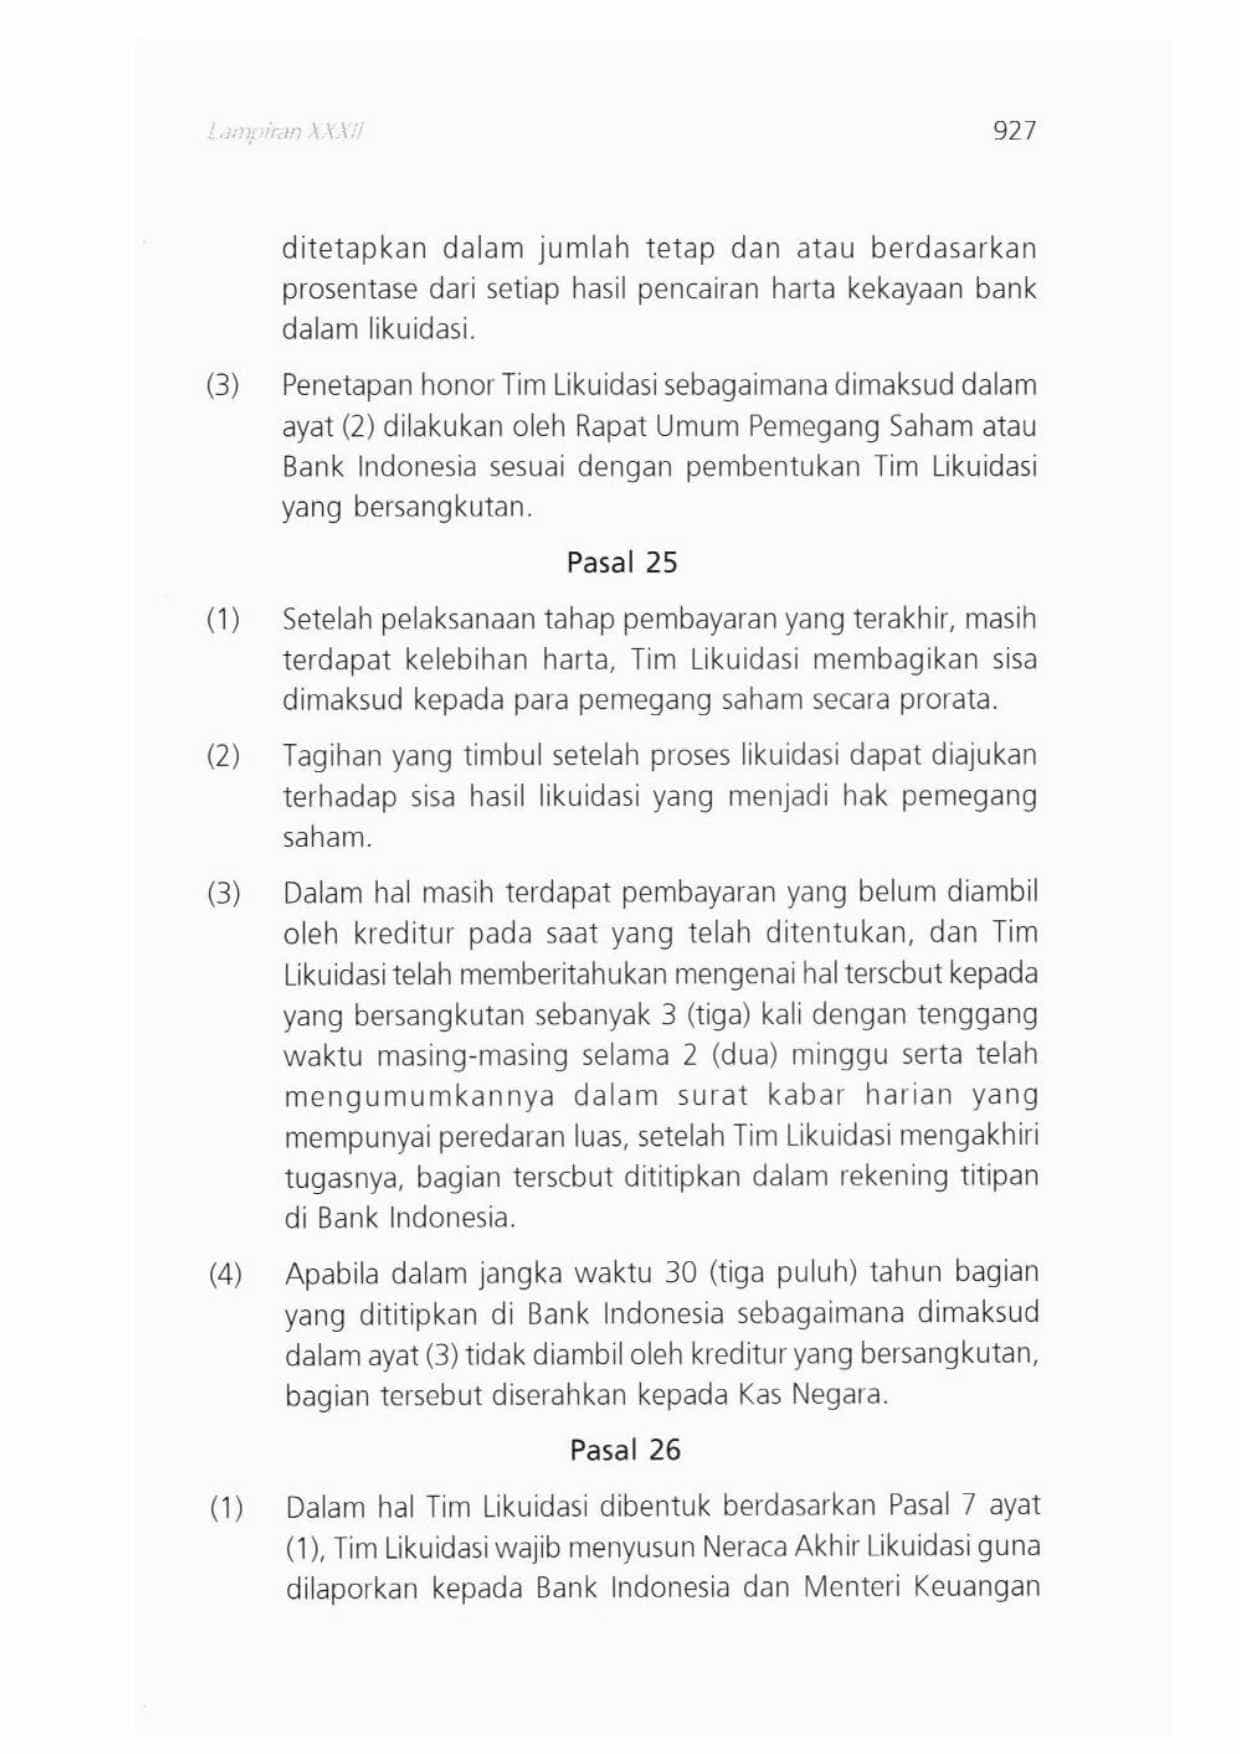 Lampiran XXXII 927
ditetapkan dalam jumlah tetap dan atau berdasarkan
prosentase dari setiap hasil pencairan harta kekayaan bank
dalam likuidasi.
(3) Penetapan honor Tim Likuidasi sebagaimana dimaksud dalam
ayat (2) dilakukan oleh Rapat Umum Pemegang Saham atau
Bank Indonesia sesuai dengan pembentukan Tim Likuidasi
yang bersangkutan.
Pasal 25
(1) Setelah pelaksanaan tahap pembayaran yang terakhir, masih
terdapat kelebihan harta, Tim Likuidasi membagikan sisa
dimaksud kepada para pemegang saham secara prorata.
(2) Tagihan yang timbul setelah proses likuidasi dapat diajukan
terhadap sisa hasil likuidasi yang menjadi hak pemegang
saham.
(3) Dalam hal masih terdapat pembayaran yang belum diambil
oleh kreditur pada saat yang telah ditentukan, dan Tim
Likuidasi telah memberitahukan mengenai hal terscbut kepada
yang bersangkutan sebanyak 3 (tiga) kali dengan tenggang
waktu masing-masing selama 2 (dua) minggu serta telah
mengumumkannya dalam surat kabar harian yang
mempunyai peredaran luas, setelah Tim Likuidasi mengakhiri
tugasnya, bagian terscbut dititipkan dalam rekening titipan
di Bank Indonesia.
(4) Apabila dalam jangka waktu 30 (tiga puluh) tahun bagian
yang dititipkan di Bank Indonesia sebagaimana dimaksud
dalam ayat (3) tidak diambil oleh kreditur yang bersangkutan,
bagian tersebut diserahkan kepada Kas Negara.
Pasal 26
(1) Dalam hal Tim Likuidasi dibentuk berdasarkan Pasal 7 ayat
(1), Tim Likuidasi wajib menyusun Neraca Akhir Likuidasi guna
dilaporkan kepada Bank Indonesia dan Menteri Keuangan